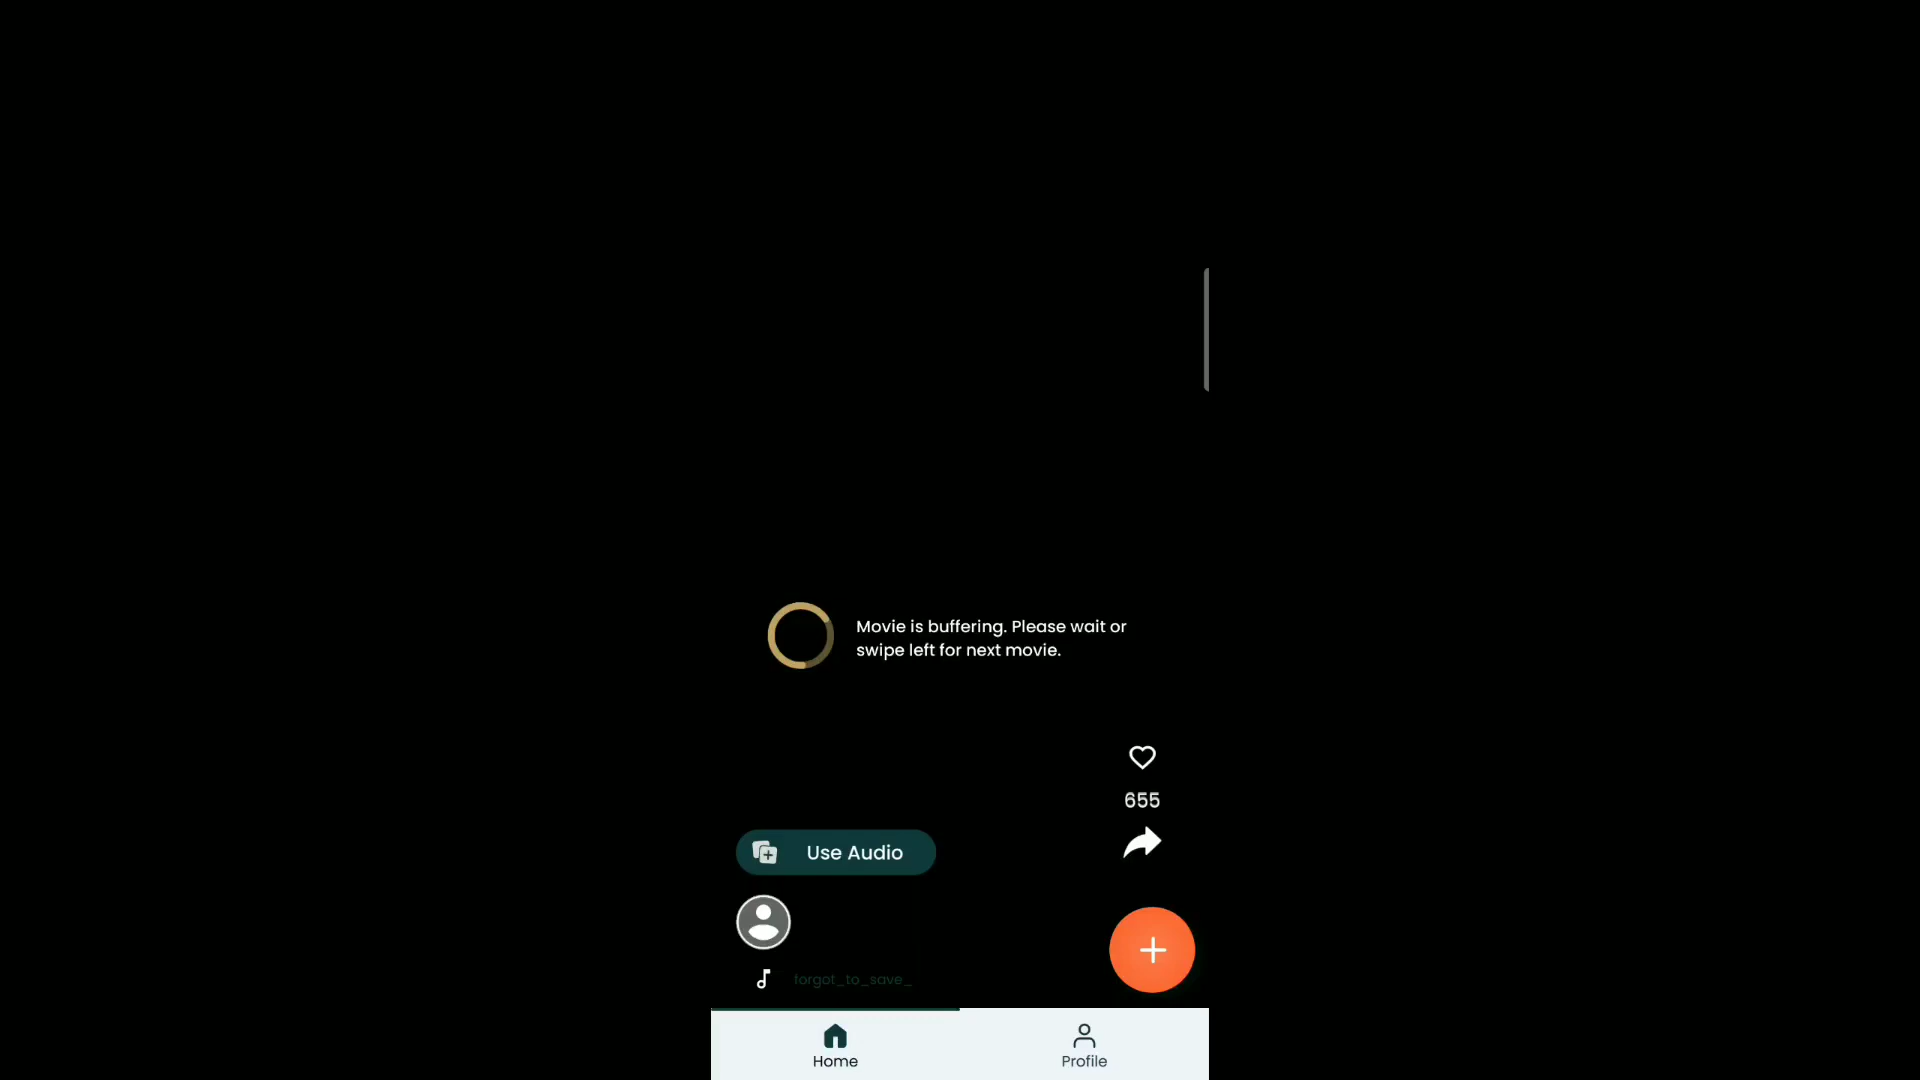 Movie is buffering. Please wait or
swipe left for next movie.
655
Use Audio
forgot_to_save_
Home
Profile